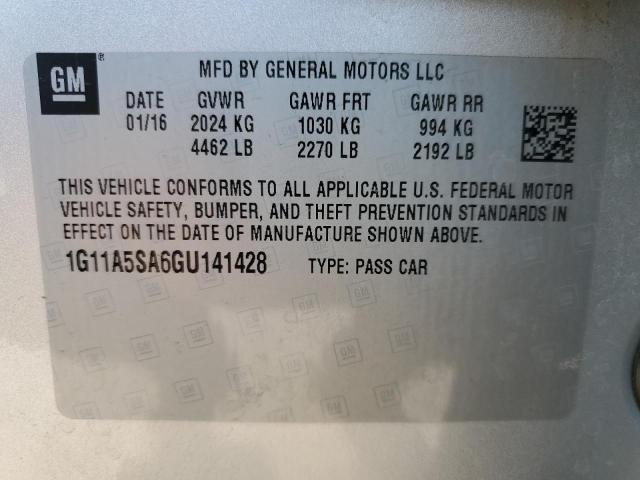 GM ® MFD BY GENERAL MOTORS LLC
DATE GVWR GAWR FRT GAWR RR
01/16 2024 KG 1030 KG 994 KG
4462 LB 2270 LB 2192 LB
THIS VEHICLE CONFORMS TO ALL APPLICABLE U.S. FEDERAL MOTOR
VEHICLE SAFETY, BUMPER, AND THEFT PREVENTION STANDARDS IN
EFFECT ON THE DATE OF MANUFACTURE SHOWN ABOVE.
1G11A5SA6GU141428 TYPE: PASS CAR